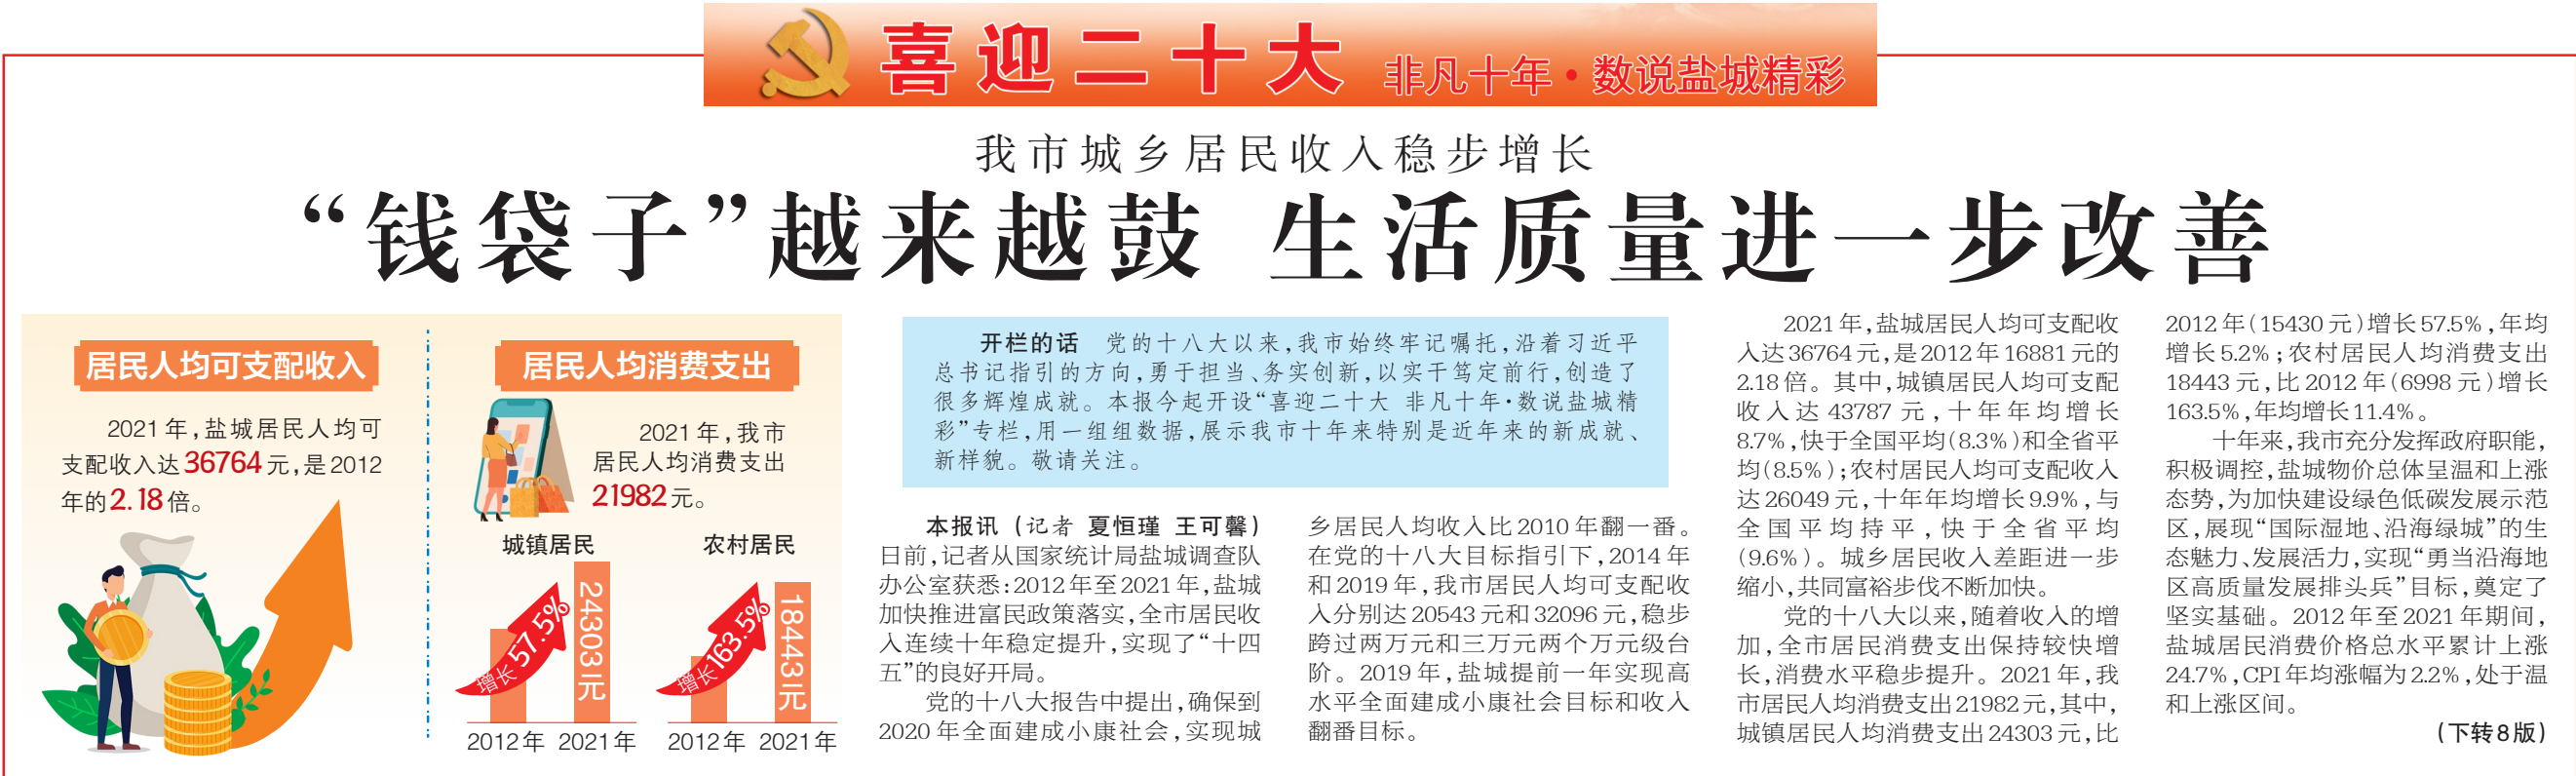 喜迎二十大 非凡十年·数说盐城精彩
我市城乡居民收入稳步增长
“钱袋子”越来越鼓 生活质量进一步改善
居民人均可支配收入
2021年,盐城居民人均可
支配收入达36764元,是2012
年的2.18倍。
居民人均消费支出
2021年,我市
居民人均消费支出
21982元。
城镇居民
增长57.5%
24303元
2012年 2021年
农村居民
增长163.5%
18443元
2012年 2021年
开栏的话 党的十八大以来,我市始终牢记嘱托,沿着习近平
总书记指引的方向,勇于担当、务实创新,以实干笃定前行,创造了
很多辉煌成就。本报今起开设“喜迎二十大 非凡十年·数说盐城精
彩”专栏,用一组组数据,展示我市十年来特别是近年来的新成就、
新样貌。敬请关注。
本报讯(记者 夏恒瑾 王可馨)
日前,记者从国家统计局盐城调查队
办公室获悉:2012年至2021年,盐城
加快推进富民政策落实,全市居民收
入连续十年稳定提升,实现了“十四
五”的良好开局。
党的十八大报告中提出,确保到
2020年全面建成小康社会,实现城
乡居民人均收入比2010年翻一番。
在党的十八大目标指引下,2014年
和2019年,我市居民人均可支配收
入分别达20543元和32096元,稳步
跨过两万元和三万元两个万元级台
阶。2019年,盐城提前一年实现高
水平全面建成小康社会目标和收入
翻番目标。
2021年,盐城居民人均可支配收
入达36764元,是2012年16881元的
2.18倍。其中,城镇居民人均可支配
收入达43787元,十年年均增长
8.7%,快于全国平均(8.3%)和全省平
均(8.5%);农村居民人均可支配收入
达26049元,十年年均增长9.9%,与
全国平均持平,快于全省平均
(9.6%)。城乡居民收入差距进一步
缩小,共同富裕步伐不断加快。
党的十八大以来,随着收入的增
加,全市居民消费支出保持较快增
长,消费水平稳步提升。2021年,我
市居民人均消费支出21982元,其中,
城镇居民人均消费支出24303元,比
2012年(15430元)增长57.5%,年均
增长5.2%;农村居民人均消费支出
18443元,比2012年(6998元)增长
163.5%,年均增长11.4%。
十年来,我市充分发挥政府职能,
积极调控,盐城物价总体呈温和上涨
态势,为加快建设绿色低碳发展示范
区,展现“国际湿地、沿海绿城”的生
态魅力、发展活力,实现“勇当沿海地
区高质量发展排头兵”目标,奠定了
坚实基础。2012年至2021年期间,
盐城居民消费价格总水平累计上涨
24.7%,CPI年均涨幅为2.2%,处于温
和上涨区间。
(下转8版)